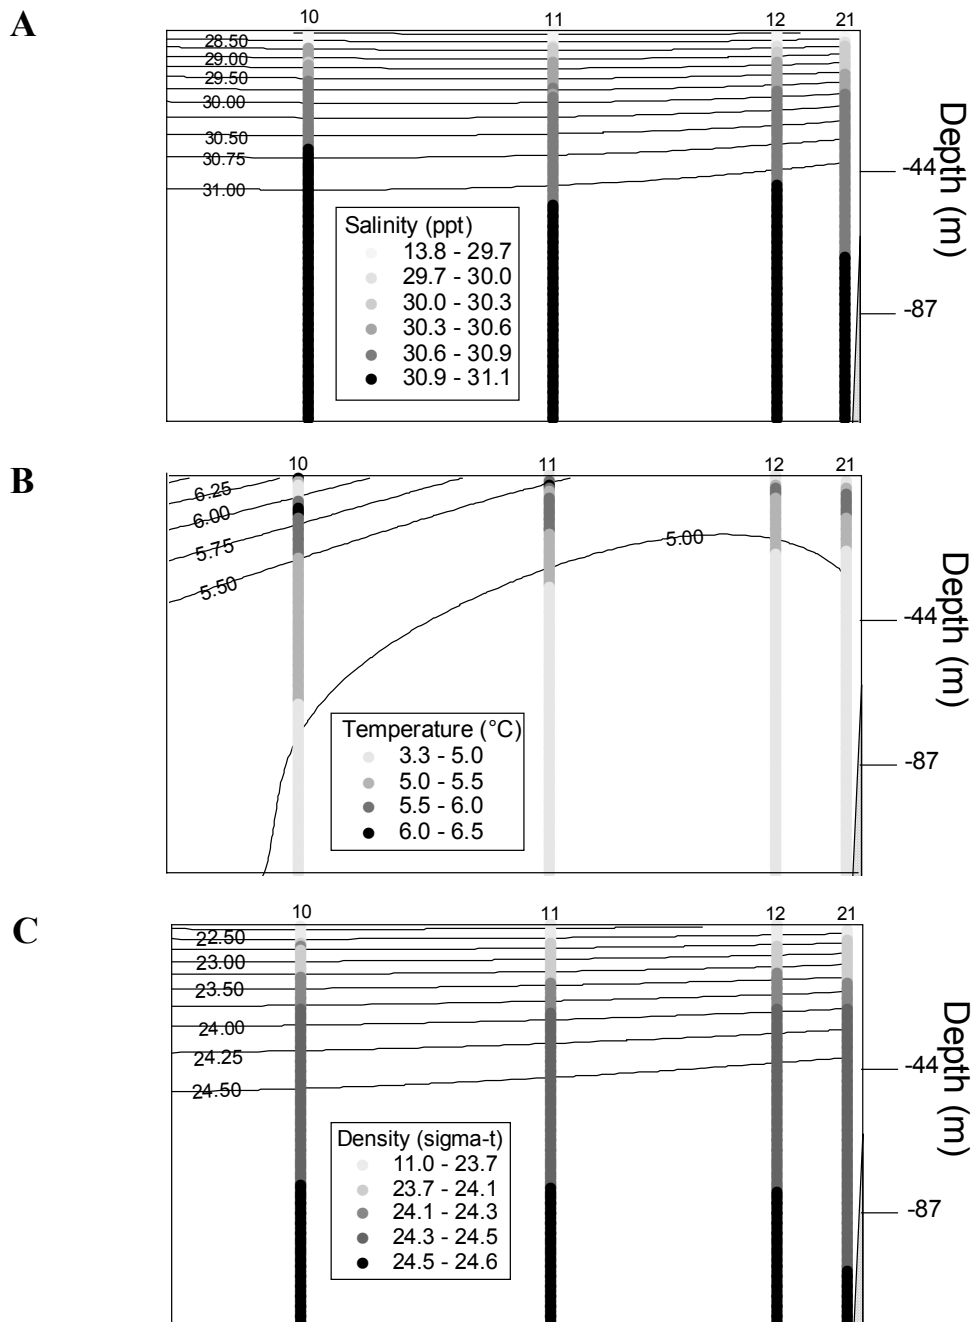 A
10 11 12 21
28.50
29.00
29.50
30.00
30.50
30.75
31.00
Salinity (ppt)
13.8 - 29.7
29.7 - 30.0
30.0 - 30.3
30.3 - 30.6
30.6 - 30.9
30.9 - 31.1
-44
-87
Depth (m)
B
10 11 12 21
6.25
6.00
5.75
5.50
5.00
Temperature (°C)
3.3 - 5.0
5.0 - 5.5
5.5 - 6.0
6.0 - 6.5
-44
-87
Depth (m)
C
10 11 12 21
22.50
23.00
23.50
24.00
24.25
24.50
Density (sigma-t)
11.0 - 23.7
23.7 - 24.1
24.1 - 24.3
24.3 - 24.5
24.5 - 24.6
-44
-87
Depth (m)